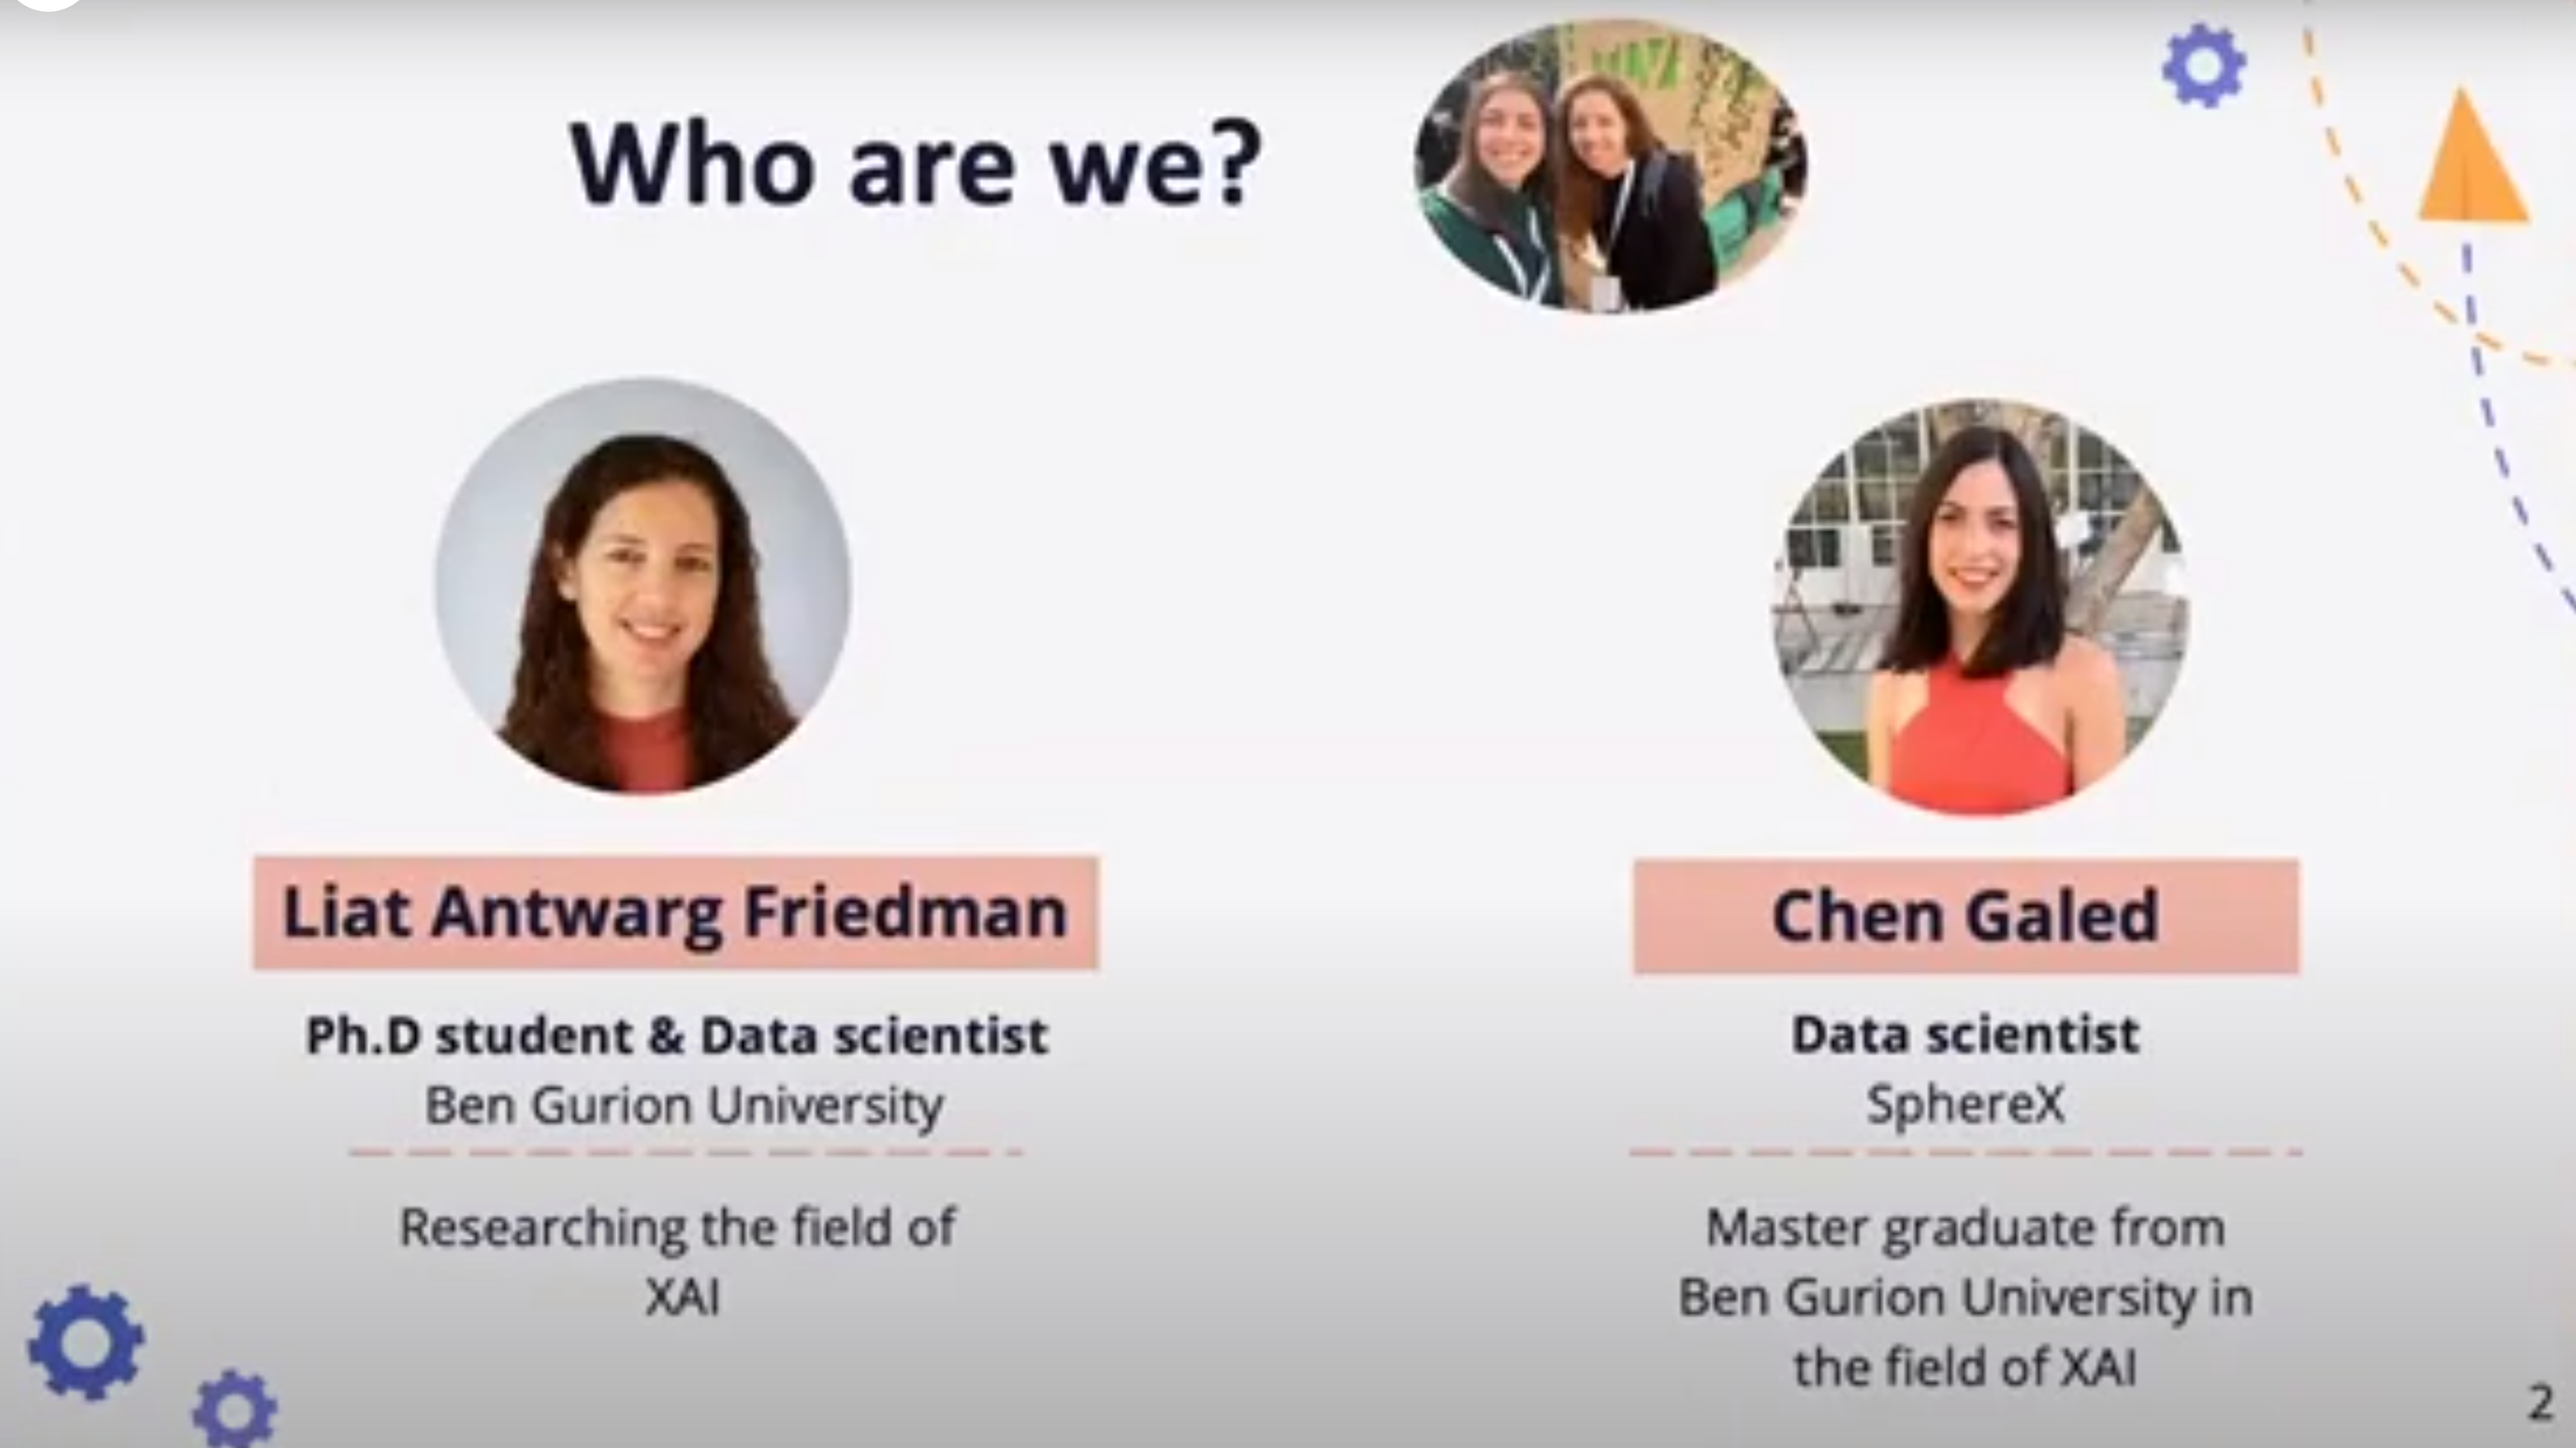 Who are we?
Liat Antwarg Friedman
Ph.D student & Data scientist
Ben Gurion University
Researching the field of
XAI
Chen Galed
Data scientist
SphereX
Master graduate from
Ben Gurion University in
the field of XAI
2